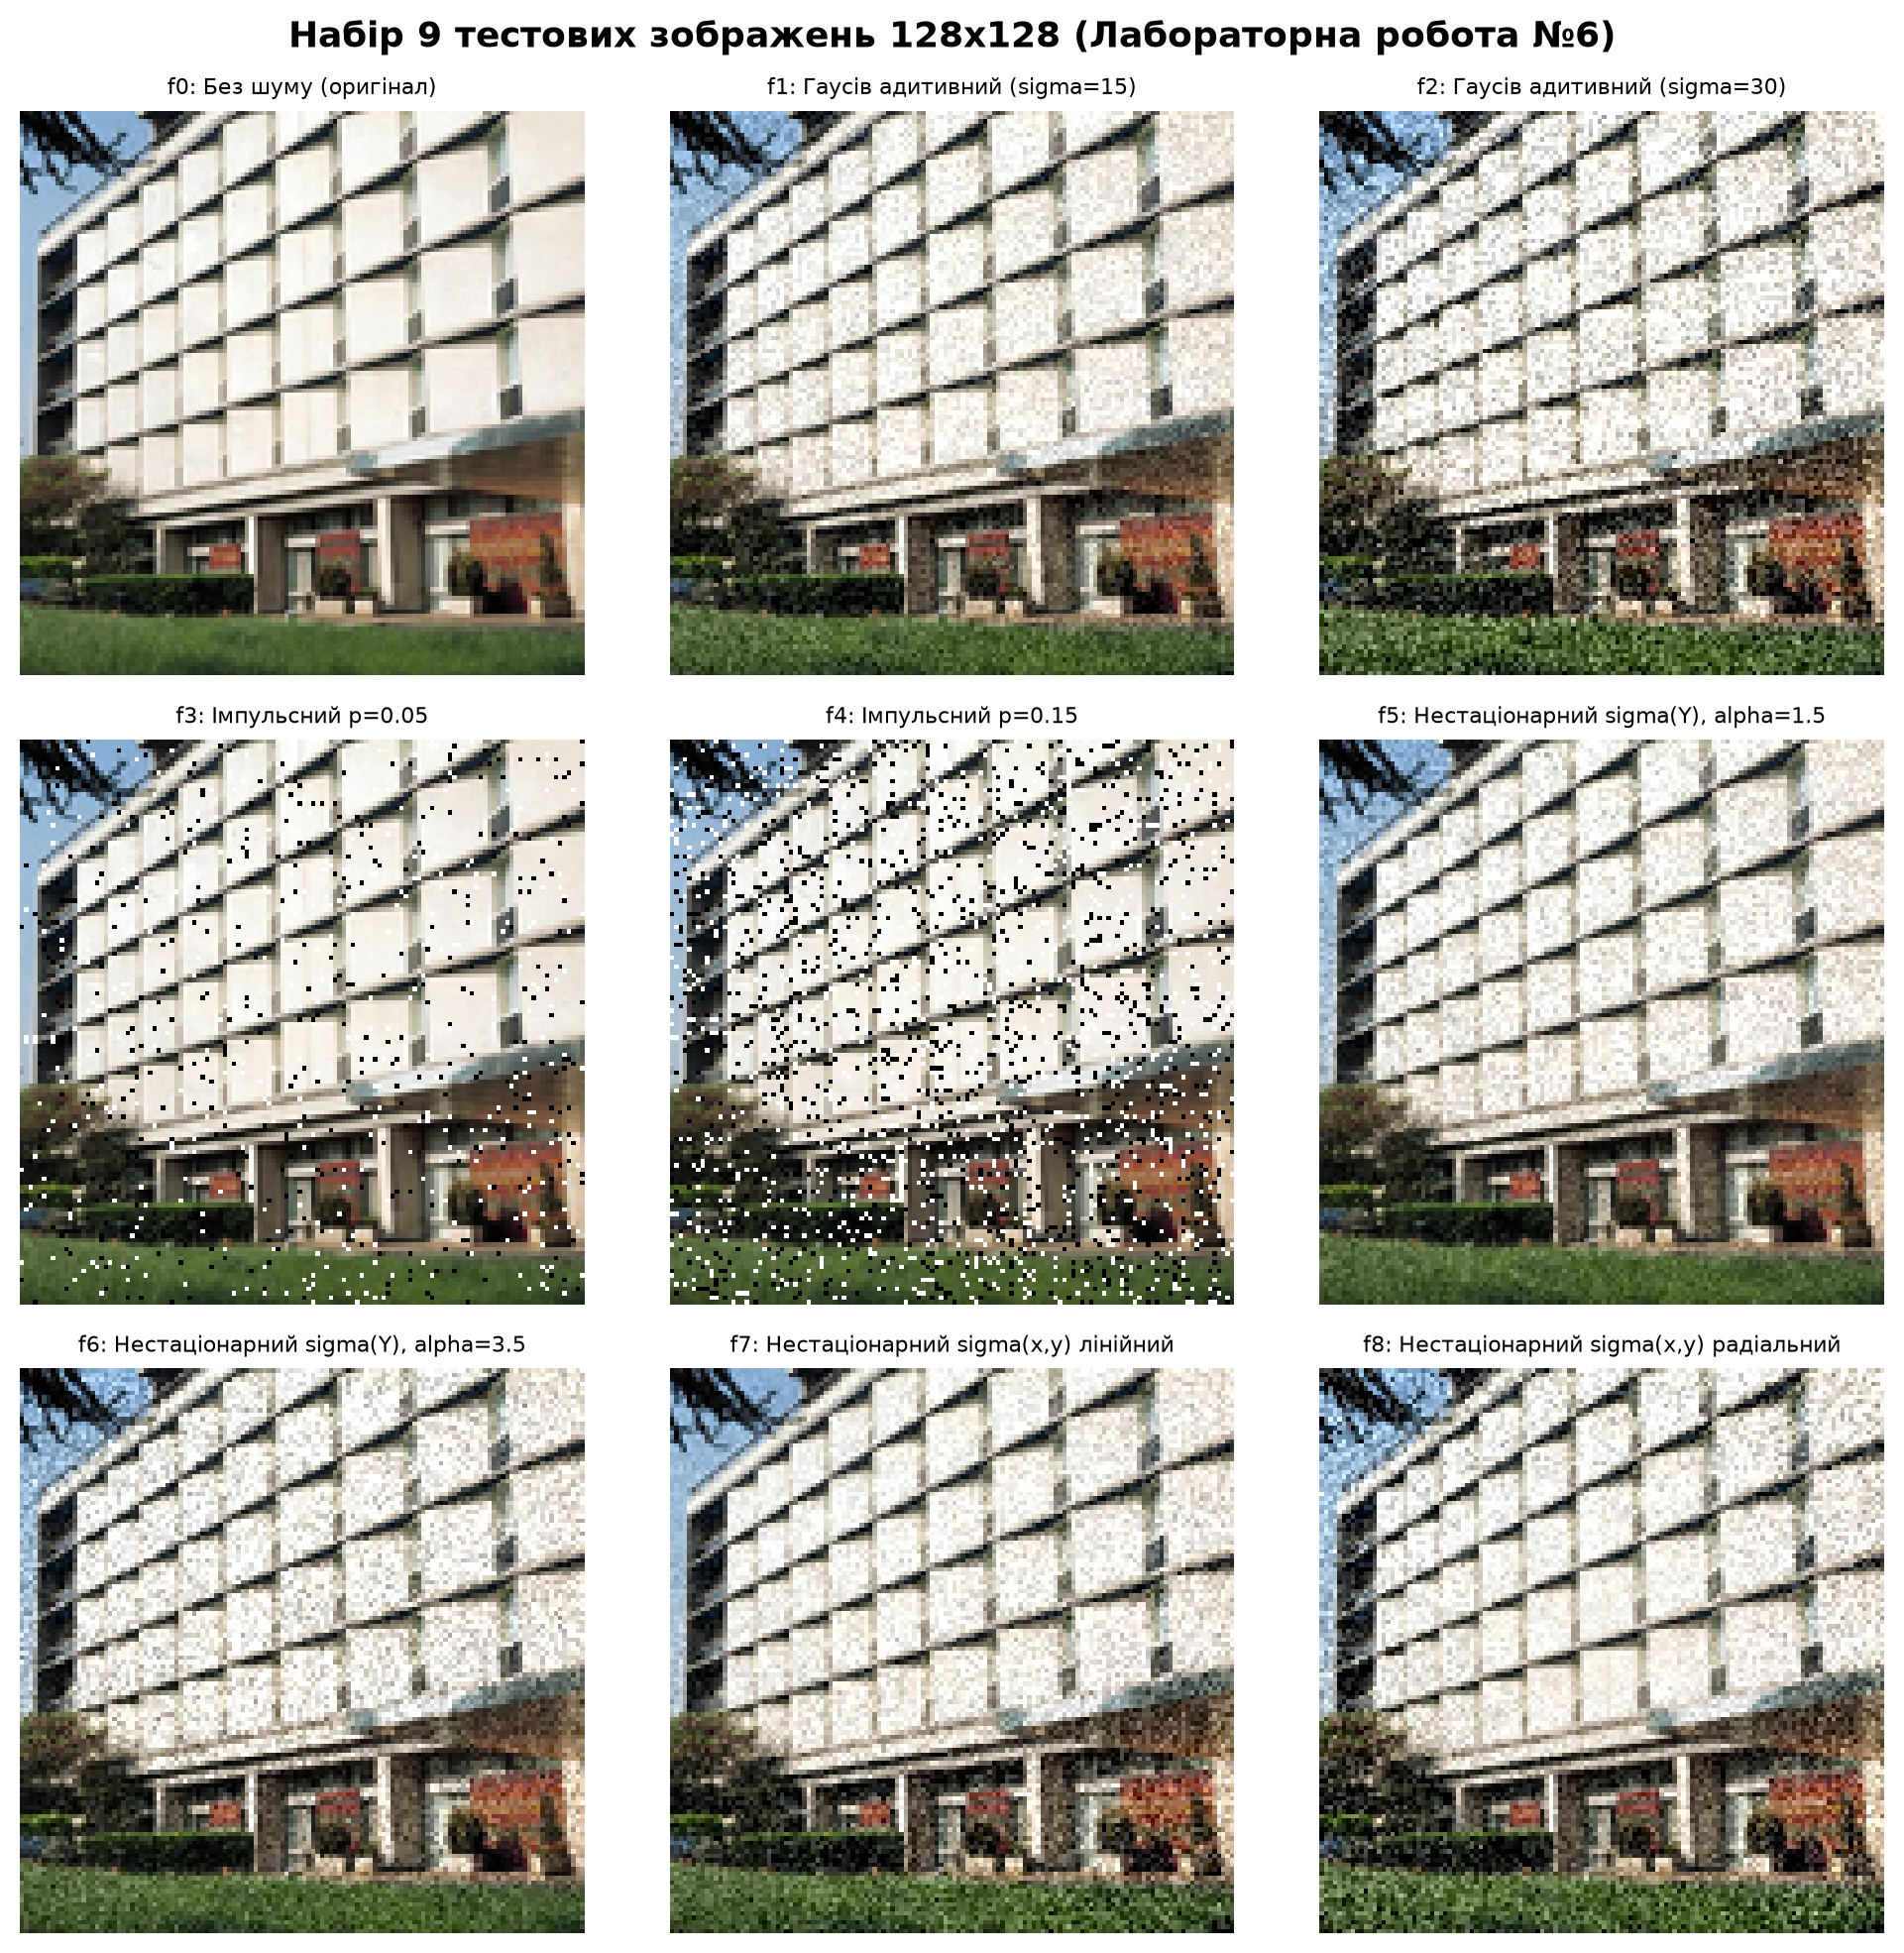 Набір 9 тестових зображень 128x128 (Лабораторна робота №6)
f0: Без шуму (оригінал)
f1: Гаусів адитивний (sigma=15)
f2: Гаусів адитивний (sigma=30)
f3: Імпульсний p=0.05
f4: Імпульсний p=0.15
f5: Нестаціонарний sigma(Y), alpha=1.5
f6: Нестаціонарний sigma(Y), alpha=3.5
f7: Нестаціонарний sigma(x,y) лінійний
f8: Нестаціонарний sigma(x,y) радіальний